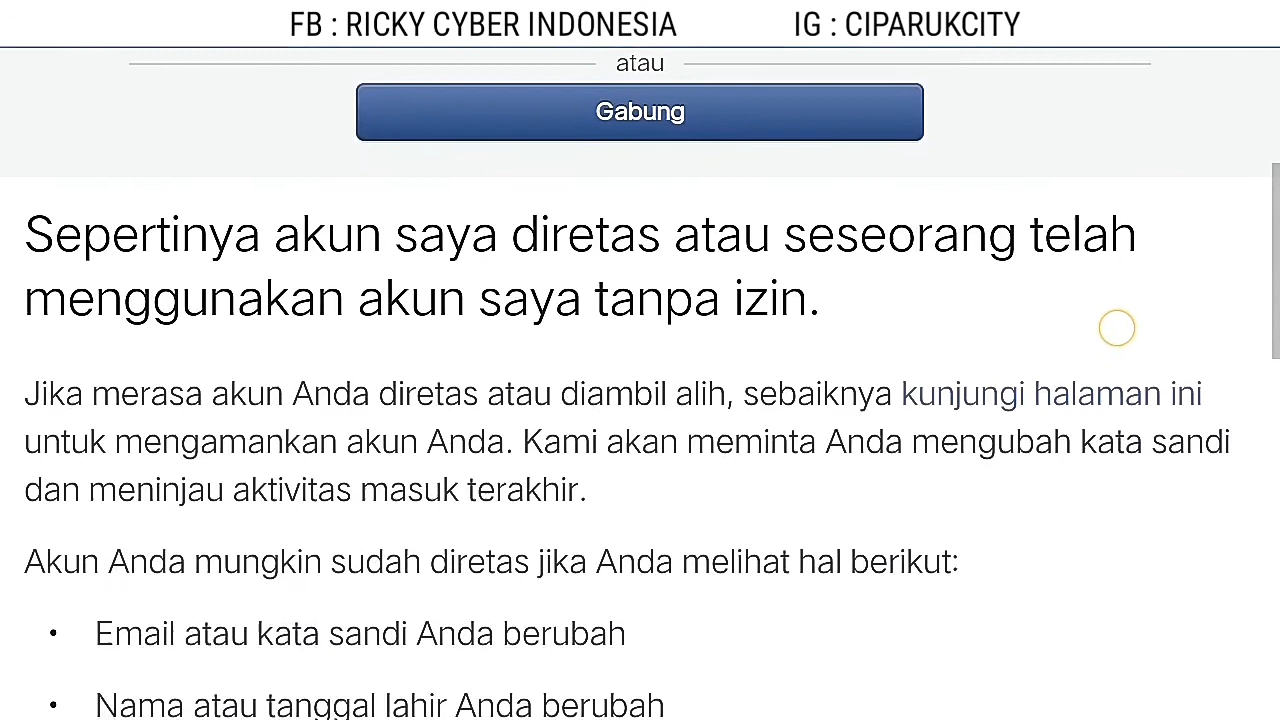 FB : RICKY CYBER INDONESIA IG : CIPARUKCITY
atau
Gabung
Sepertinya akun saya diretas atau seseorang telah
menggunakan akun saya tanpa izin.
Jika merasa akun Anda diretas atau diambil alih, sebaiknya kunjungi halaman ini
untuk mengamankan akun Anda. Kami akan meminta Anda mengubah kata sandi
dan meninjau aktivitas masuk terakhir.
Akun Anda mungkin sudah diretas jika Anda melihat hal berikut:
• Email atau kata sandi Anda berubah
• Nama atau tanggal lahir Anda berubah